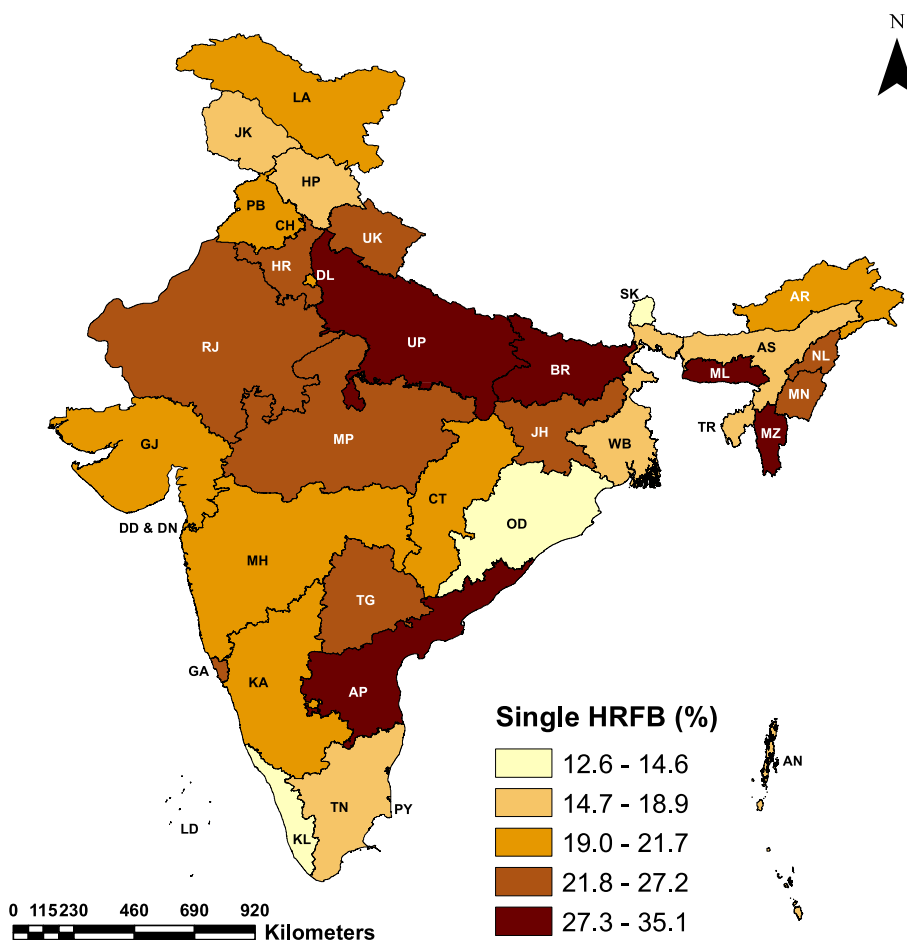 N
LA
JK
HP
PB
CH
UK
HR
DL
SK
AR
RJ
UP
AS
BR
ML
NL
MN
TR
MZ
GJ
MP
JH
WB
CT
DD & DN
OD
MH
TG
GA
KA
AP
Single HRFB (%)
12.6 - 14.6
14.7 - 18.9
19.0 - 21.7
21.8 - 27.2
27.3 - 35.1
AN
TN
PY
LD
KL
0 115230 460 690 920
Kilometers